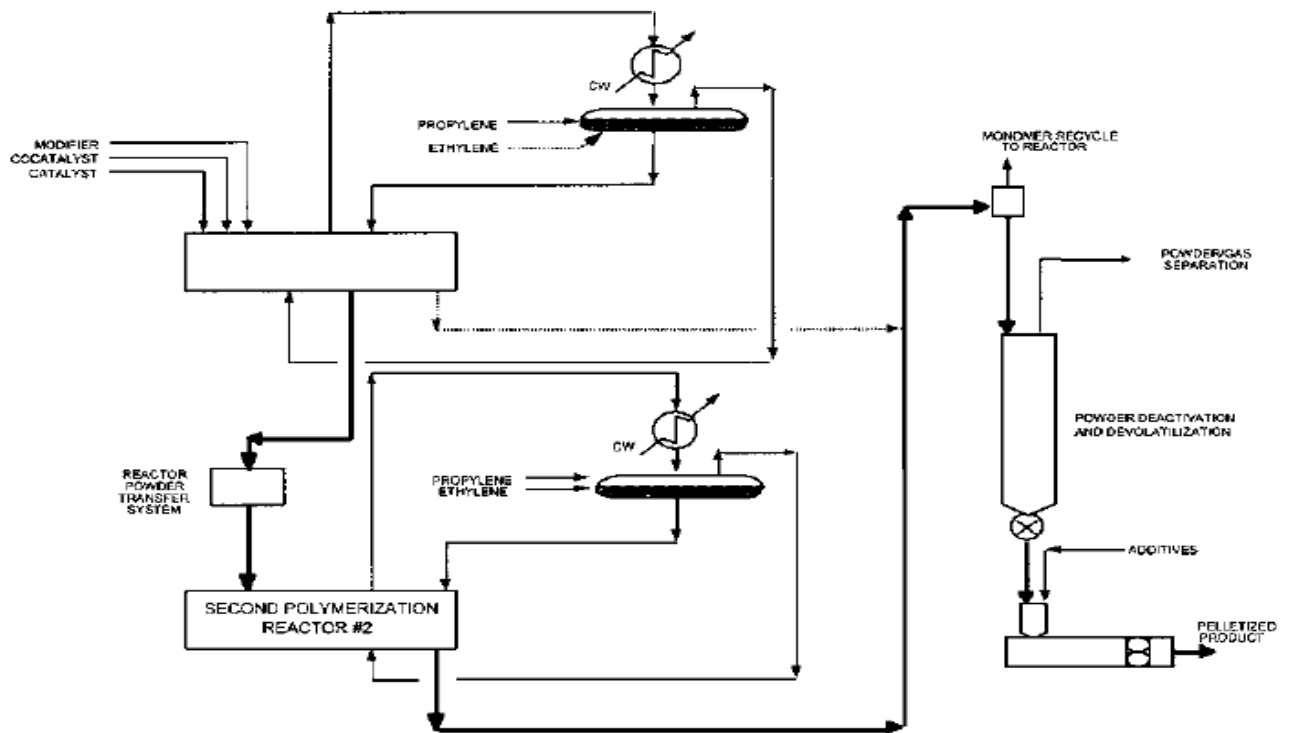 CW
PROPYLENE
ETHYLENE
MODIFIER
COCATALYST
CATALYST
MONOMER RECYCLE
TO REACTOR
POWDER/GAS
SEPARATION
POWDER DEACTIVATION
AND DEVOLATILIZATION
CW
REACTOR
POWDER
TRANSFER
SYSTEM
PROPYLENE
ETHYLENE
ADDITIVES
SECOND POLYMERIZATION
REACTOR #2
PELLETIZED
PRODUCT